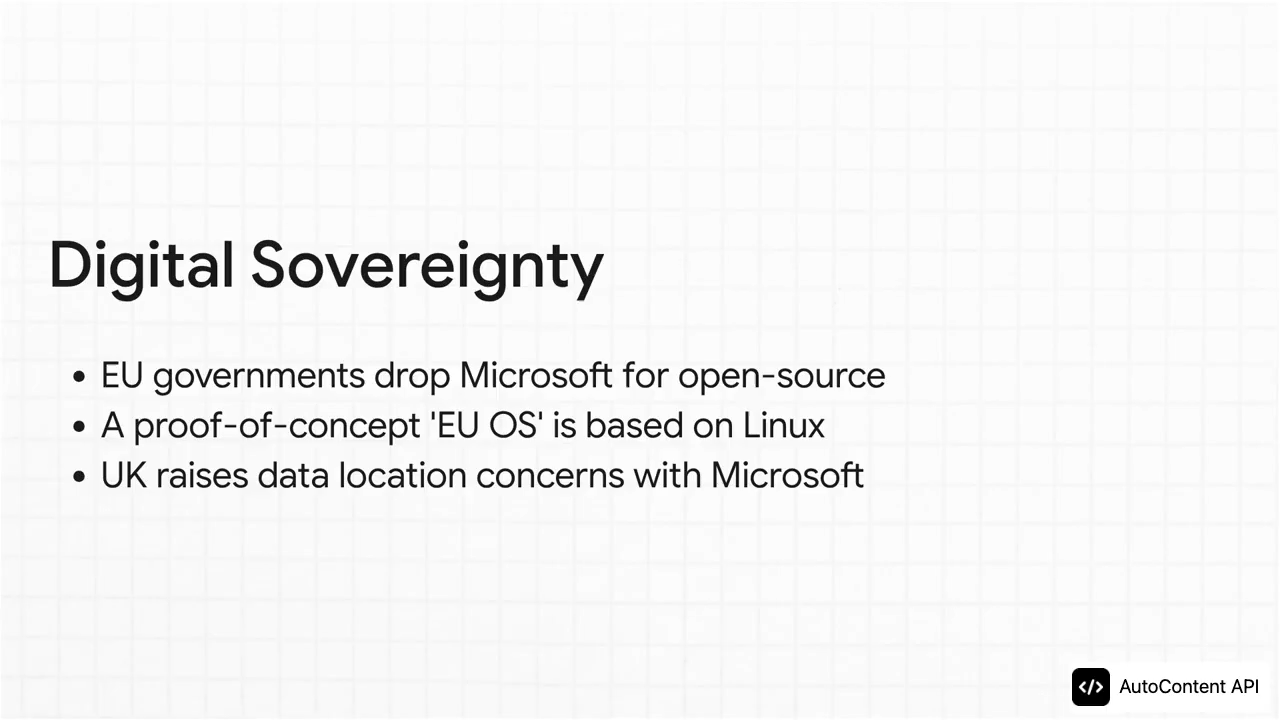 Digital Sovereignty
• EU governments drop Microsoft for open-source
• A proof-of-concept 'EU OS' is based on Linux
• UK raises data location concerns with Microsoft
</> AutoContent API